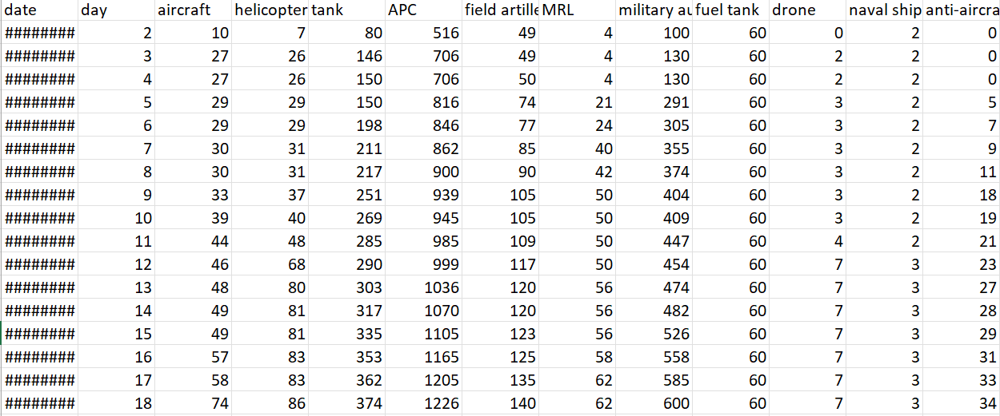 date day aircraft helicopter tank APC field artille MRL military au fuel tank drone naval ship anti-aircra
######## 2 10 7 80 516 49 4 100 60 0 2 0
######## 3 27 26 146 706 49 4 130 60 2 2 0
######## 4 27 26 150 706 50 4 130 60 2 2 0
######## 5 29 29 150 816 74 21 291 60 3 2 5
######## 6 29 29 198 846 77 24 305 60 3 2 7
######## 7 30 31 211 862 85 40 355 60 3 2 9
######## 8 30 31 217 900 90 42 374 60 3 2 11
######## 9 33 37 251 939 105 50 404 60 3 2 18
######## 10 39 40 269 945 105 50 409 60 3 2 19
######## 11 44 48 285 985 109 50 447 60 4 2 21
######## 12 46 68 290 999 117 50 454 60 7 3 23
######## 13 48 80 303 1036 120 56 474 60 7 3 27
######## 14 49 81 317 1070 120 56 482 60 7 3 28
######## 15 49 81 335 1105 123 56 526 60 7 3 29
######## 16 57 83 353 1165 125 58 558 60 7 3 31
######## 17 58 83 362 1205 135 62 585 60 7 3 33
######## 18 74 86 374 1226 140 62 600 60 7 3 34